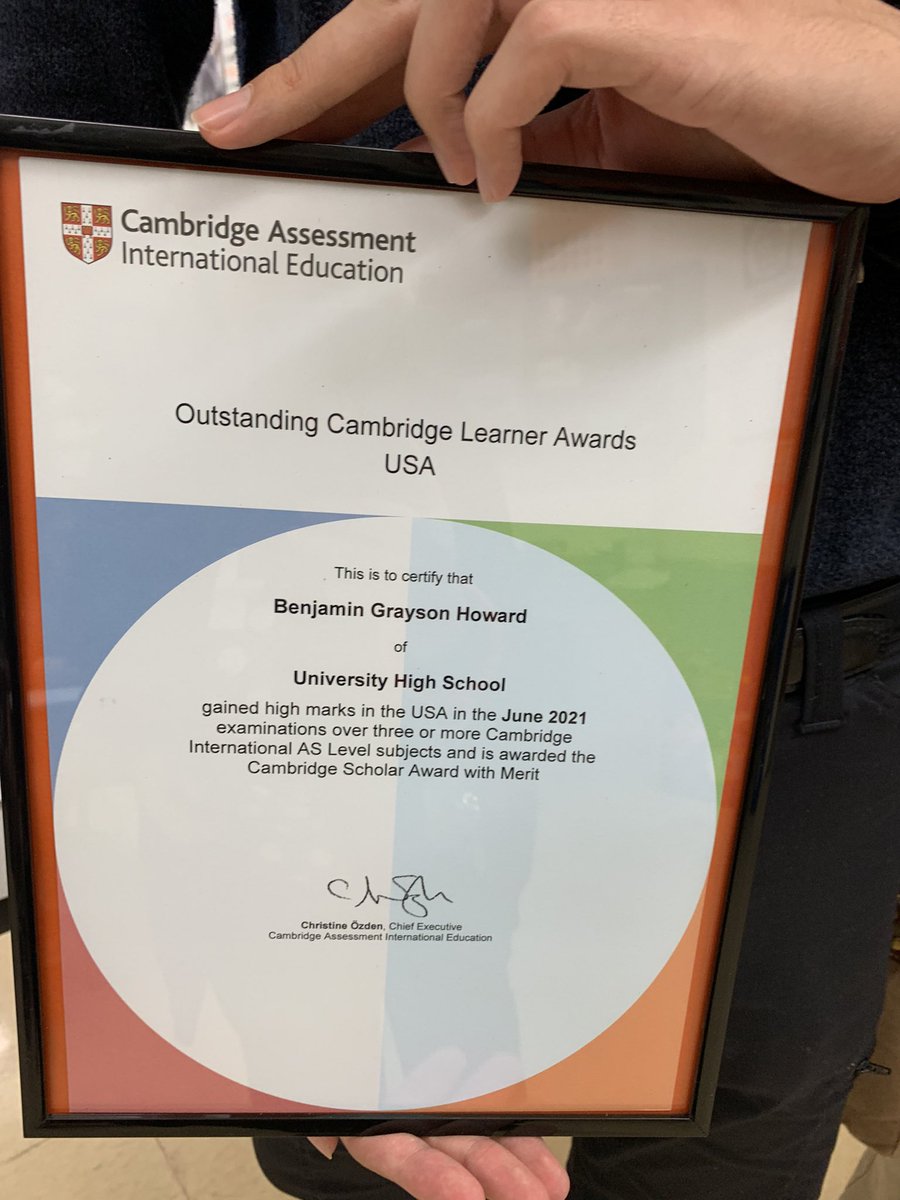 Cambridge Assessment
International Education
Outstanding Cambridge Learner Awards
USA
This is to certify that
Benjamin Grayson Howard
of
University High School
gained high marks in the USA in the June 2021
examinations over three or more Cambridge
International AS Level subjects and is awarded the
Cambridge Scholar Award with Merit
Christine Özden, Chief Executive
Cambridge Assessment International Education